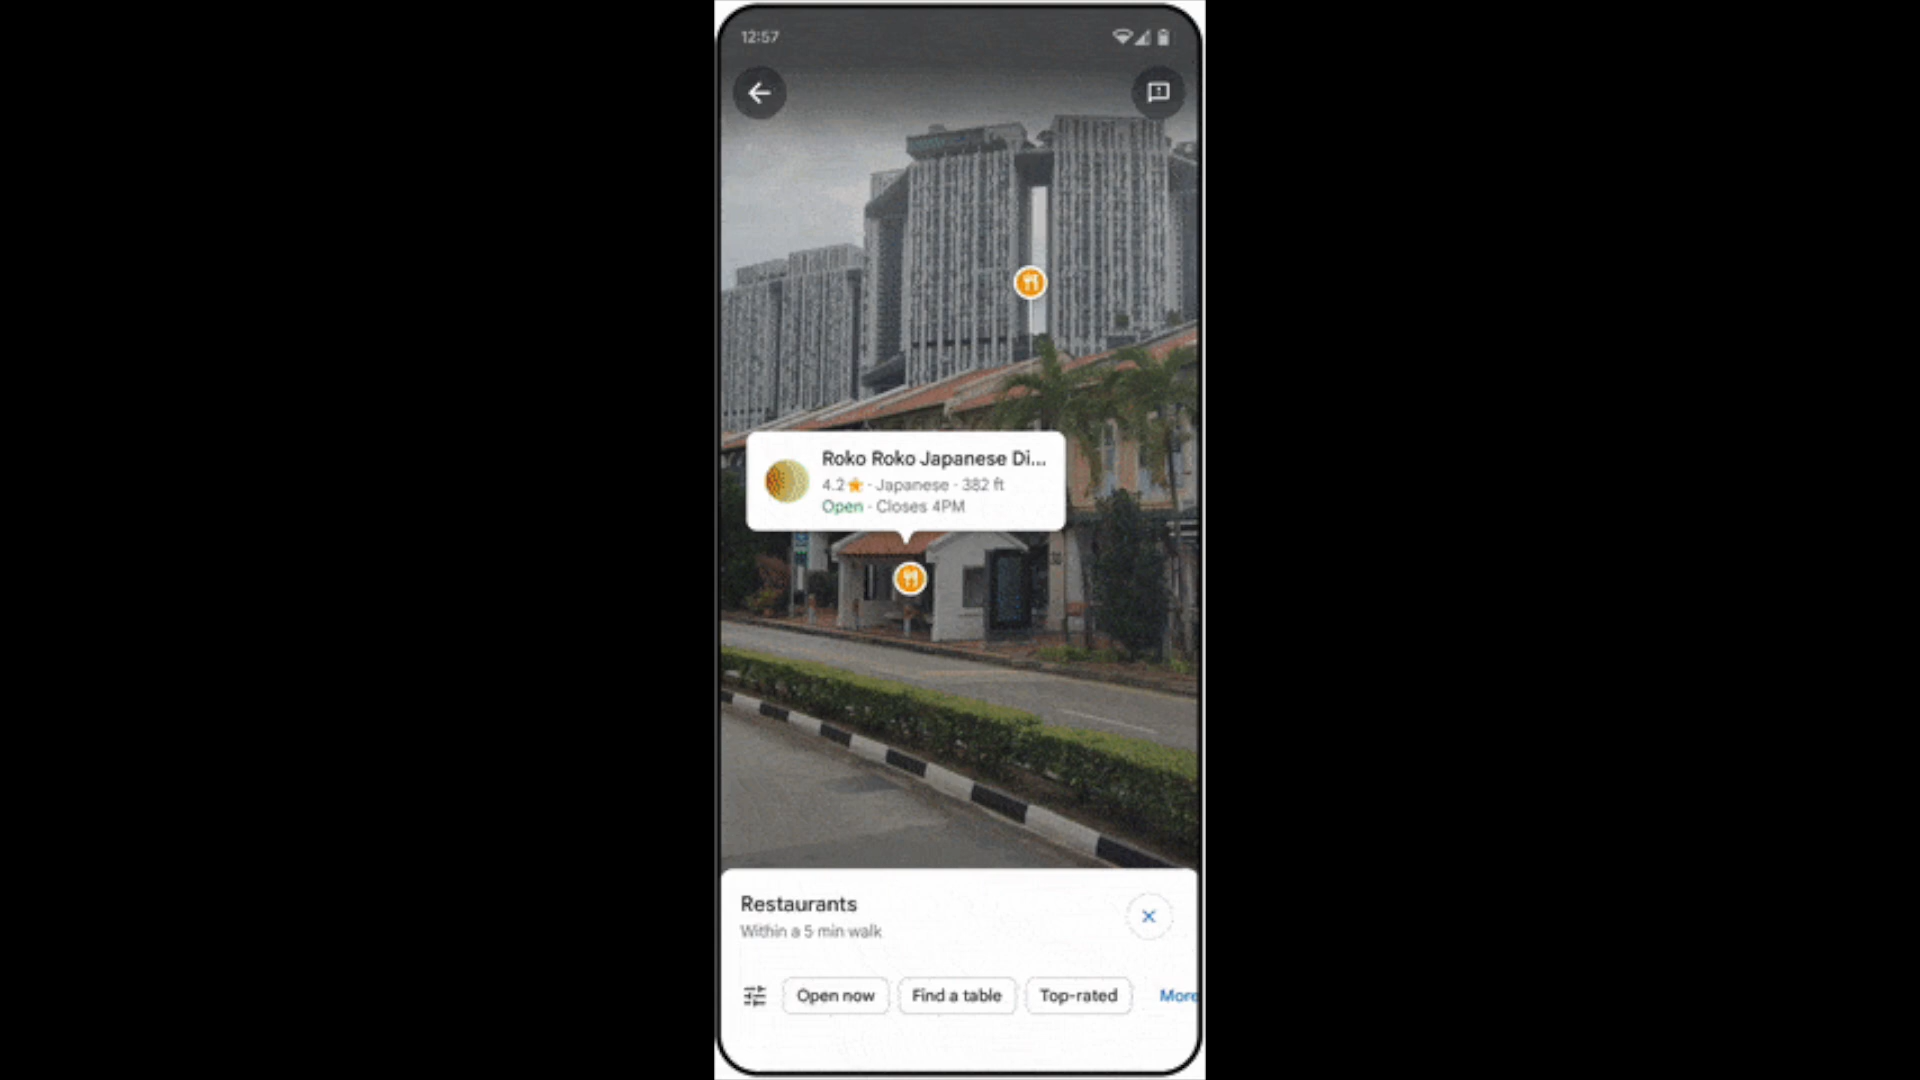 12:57
Roko Roko Japanese Di...
4.2 · Japanese · 382 ft
Open · Closes 4PM
Restaurants
Within a 5 min walk
Open now
Find a table
Top-rated
More